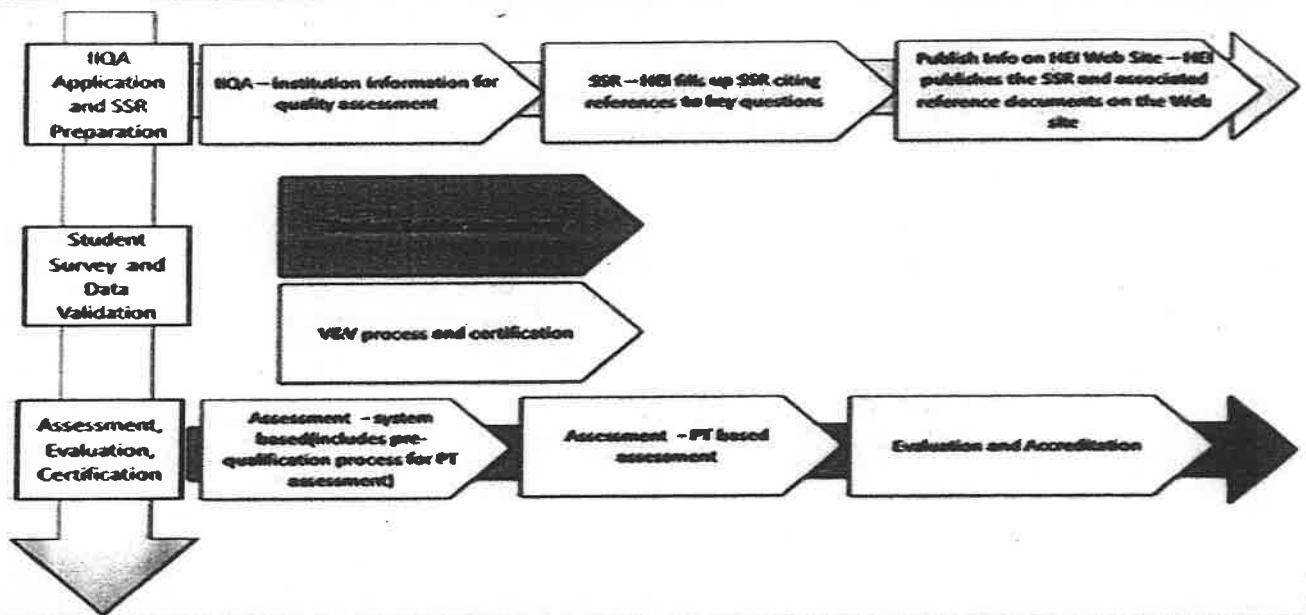 IIQA
Application
and SSR
Preparation
IIQA – Institution information for
quality assessment
SSR – HEI fills up SSR citing
references to key questions
Publish Info on HEI Web Site – HEI
publishes the SSR and associated
reference documents on the Web
site
Student
Survey and
Data
Validation
V&V process and certification
Assessment,
Evaluation,
Certification
Assessment – system
based(includes pre-
qualification process for PT
assessment)
Assessment – PT based
assessment
Evaluation and Accreditation